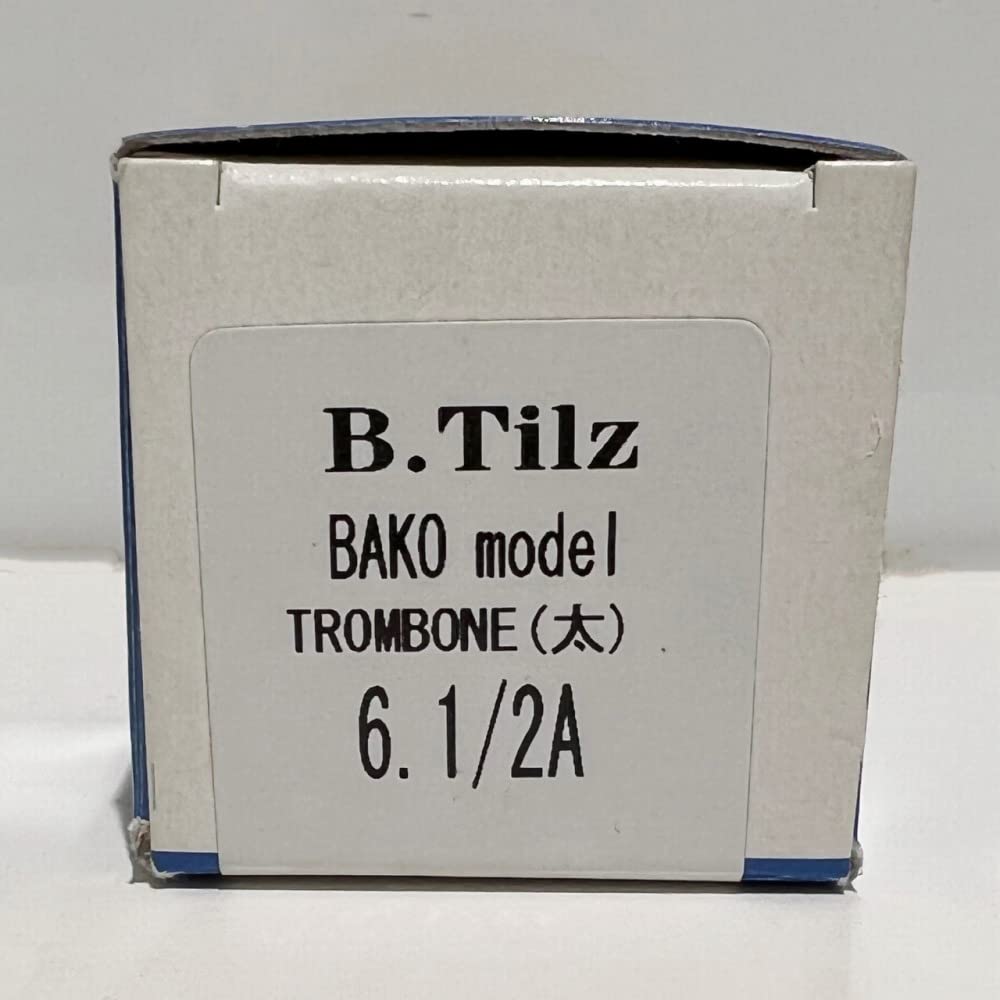 B.Tilz
BAKO model
TROMBONE(太)
6.1/2A